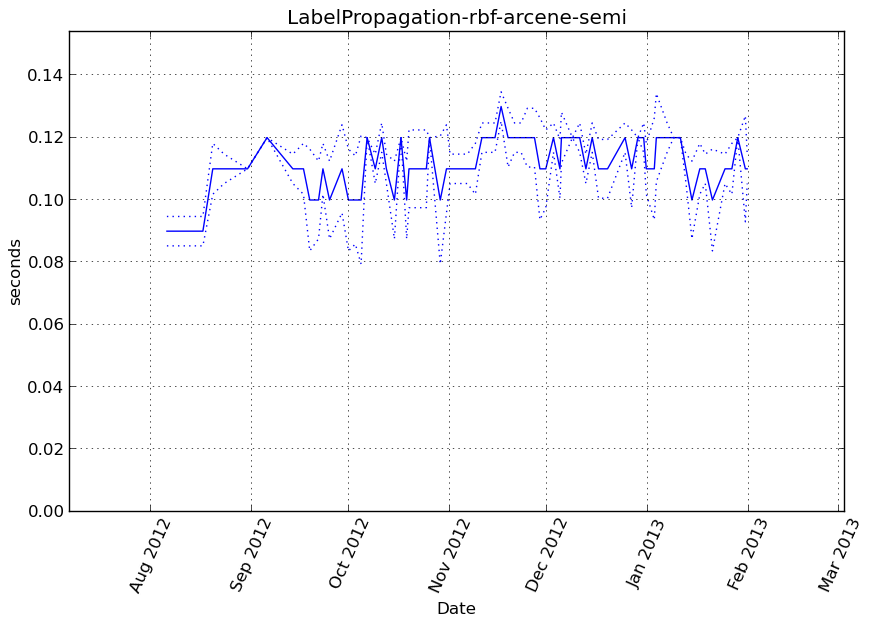 LabelPropagation-rbf-arcene-semi
0.14
0.12
0.10
0.08
0.06
0.04
0.02
0.00
seconds
Aug 2012
Sep 2012
Oct 2012
Nov 2012
Dec 2012
Jan 2013
Feb 2013
Mar 2013
Date